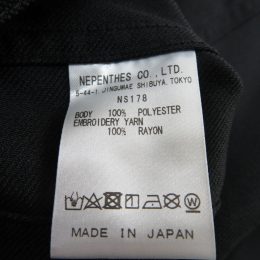 NEPENTHES CO., LTD.
5-44-1 JINGUMAE SHIBUYA, TOKYO
NS178
BODY 100% POLYESTER
EMBROIDERY YARN
100% RAYON
MADE IN JAPAN